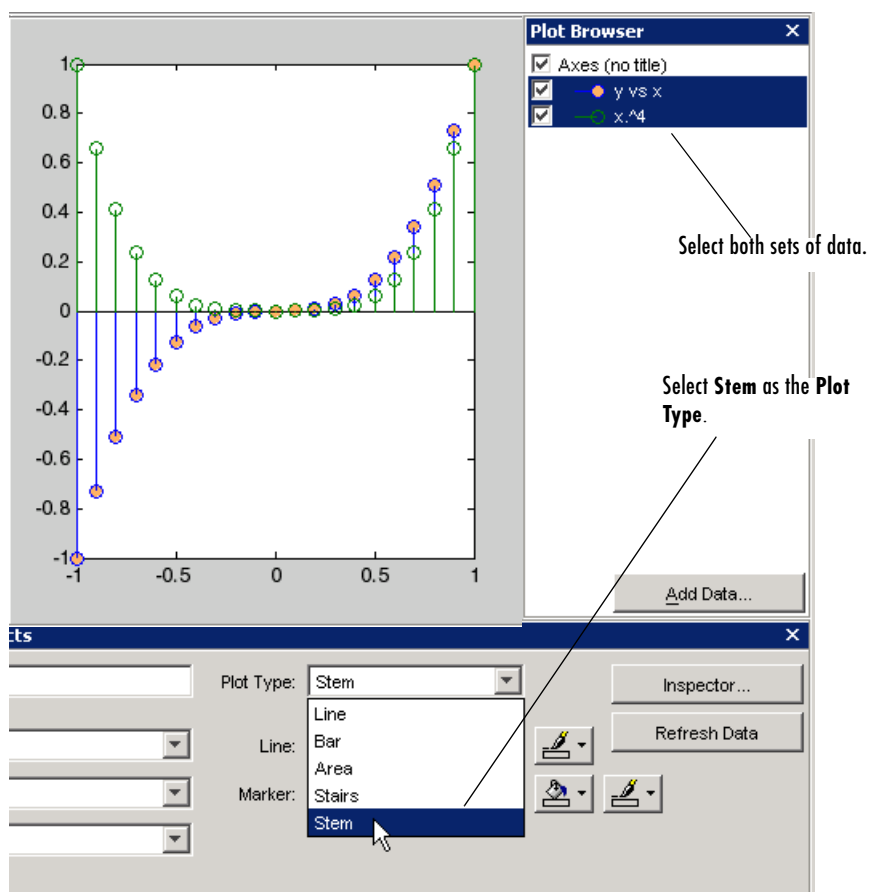 Plot Browser
Axes (no title)
y vs x
x.^4
1
0.8
0.6
0.4
0.2
0
-0.2
-0.4
-0.6
-0.8
-1
-1
-0.5
0
0.5
1
Select both sets of data.
Select Stem as the Plot
Type.
Add Data...
cts
Plot Type:
Stem
Inspector...
Line
Line:
Bar
Refresh Data
Area
Marker:
Stairs
Stem